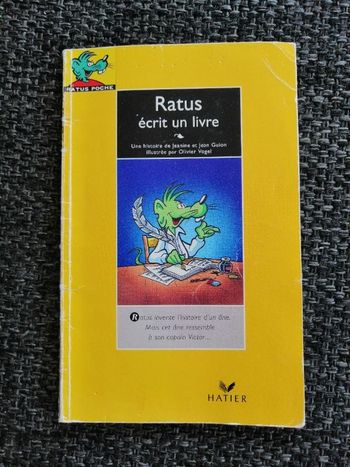 RATUS POCHE
Ratus
écrit un livre
Une histoire de Jeanine et Jean Guion
illustrée par Olivier Vogel
Ratus invente l'histoire d'un âne.
Mais cet âne ressemble
à son copain Victor...
HATIER